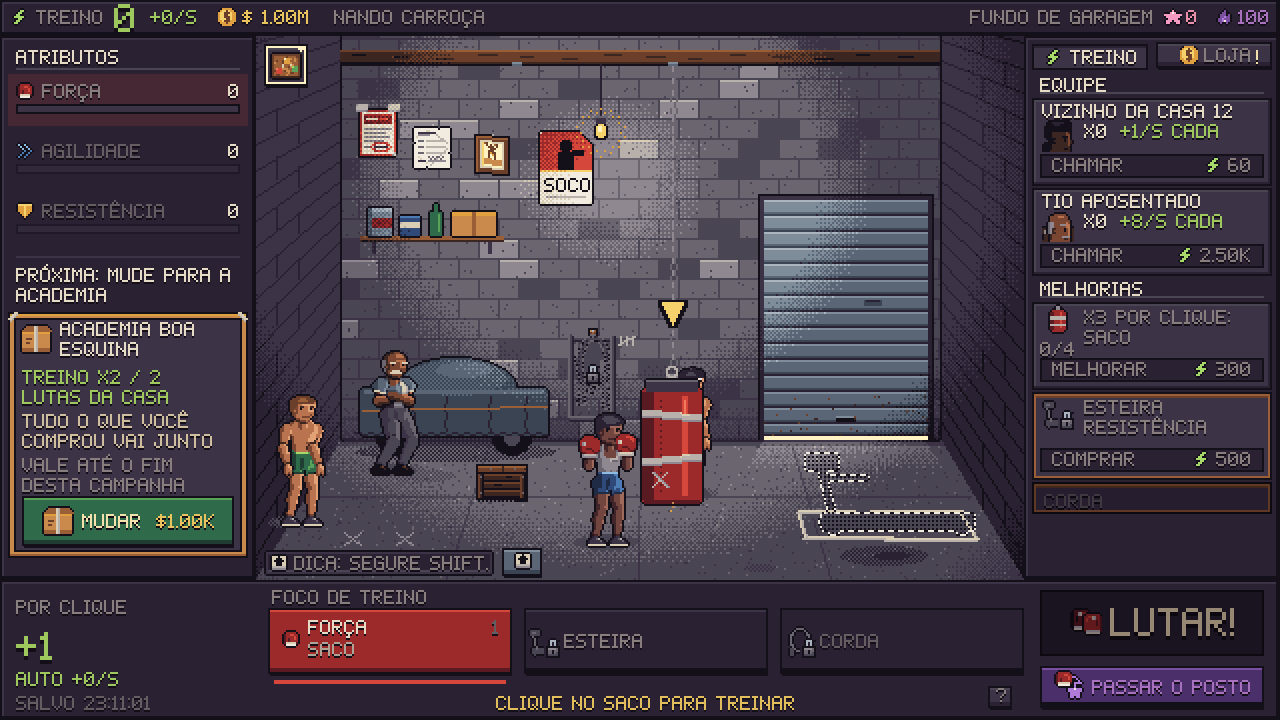 TREINO 0 +0/S $ 1.00M NANDO CARROÇA
FUNDO DE GARAGEM 0 100
ATRIBUTOS
FORÇA 0
AGILIDADE 0
RESISTÊNCIA 0
PRÓXIMA: MUDE PARA A
ACADEMIA
ACADEMIA BOA
ESQUINA
TREINO X2 / 2
LUTAS DA CASA
TUDO O QUE VOCÊ
COMPROU VAI JUNTO
VALE ATÉ O FIM
DESTA CAMPANHA
MUDAR $1.00K
SOCO
DICA: SEGURE SHIFT.
TREINO
LOJA!
EQUIPE
VIZINHO DA CASA 12
X0 +1/S CADA
CHAMAR 60
TIO APOSENTADO
X0 +8/S CADA
CHAMAR 2.50K
MELHORIAS
X3 POR CLIQUE:
SACO
0/4
MELHORAR 300
ESTEIRA
RESISTÊNCIA
COMPRAR 500
CORDA
POR CLIQUE
+1
AUTO +0/S
SALVO 23:11:01
FOCO DE TREINO
FORÇA 1
SACO
ESTEIRA
CORDA
CLIQUE NO SACO PARA TREINAR
?
LUTAR!
PASSAR O POSTO